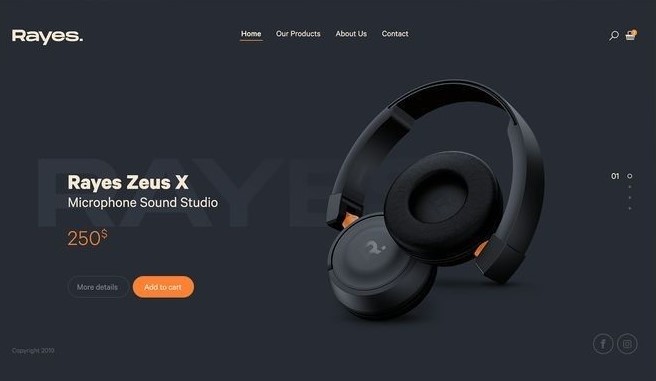 Rayes.
Home Our Products About Us Contact
RAYE
01
Rayes Zeus X
Microphone Sound Studio
250$
More details Add to cart
Copyright 2019
f